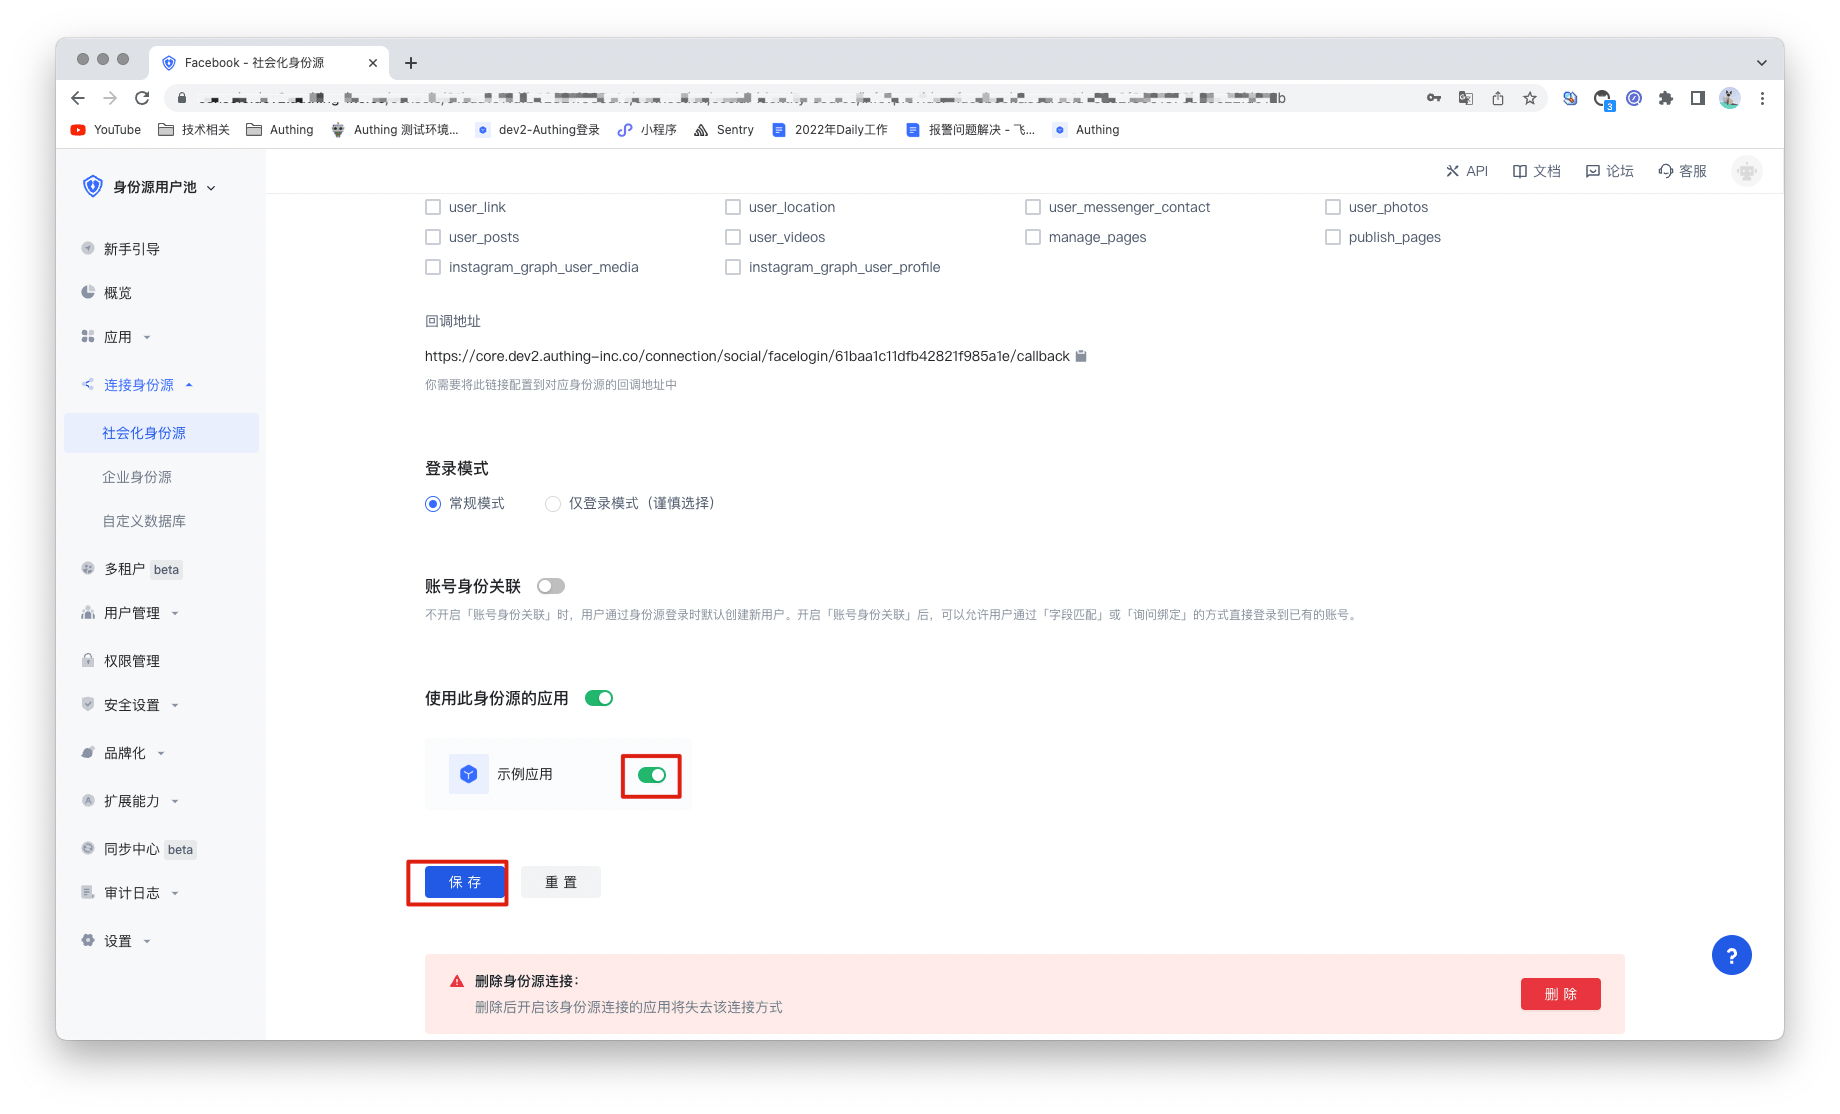 Facebook - 社会化身份源
YouTube 技术相关 Authing Authing 测试环境... dev2-Authing登录 小程序 Sentry 2022年Daily工作 报警问题解决 - 飞... Authing
身份源用户池
API 文档 论坛 客服
新手引导
概览
应用
连接身份源
社会化身份源
企业身份源
自定义数据库
多租户 beta
用户管理
权限管理
安全设置
品牌化
扩展能力
同步中心 beta
审计日志
设置
user_link user_location user_messenger_contact user_photos
user_posts user_videos manage_pages publish_pages
instagram_graph_user_media instagram_graph_user_profile
回调地址
https://core.dev2.authing-inc.co/connection/social/facelogin/61baa1c11dfb42821f985a1e/callback
你需要将此链接配置到对应身份源的回调地址中
登录模式
常规模式 仅登录模式（谨慎选择）
账号身份关联
不开启「账号身份关联」时，用户通过身份源登录时默认创建新用户。开启「账号身份关联」后，可以允许用户通过「字段匹配」或「询问绑定」的方式直接登录到已有的账号。
使用此身份源的应用
示例应用
保 存 重 置
删除身份源连接：
删除后开启该身份源连接的应用将失去该连接方式
删 除
?
3